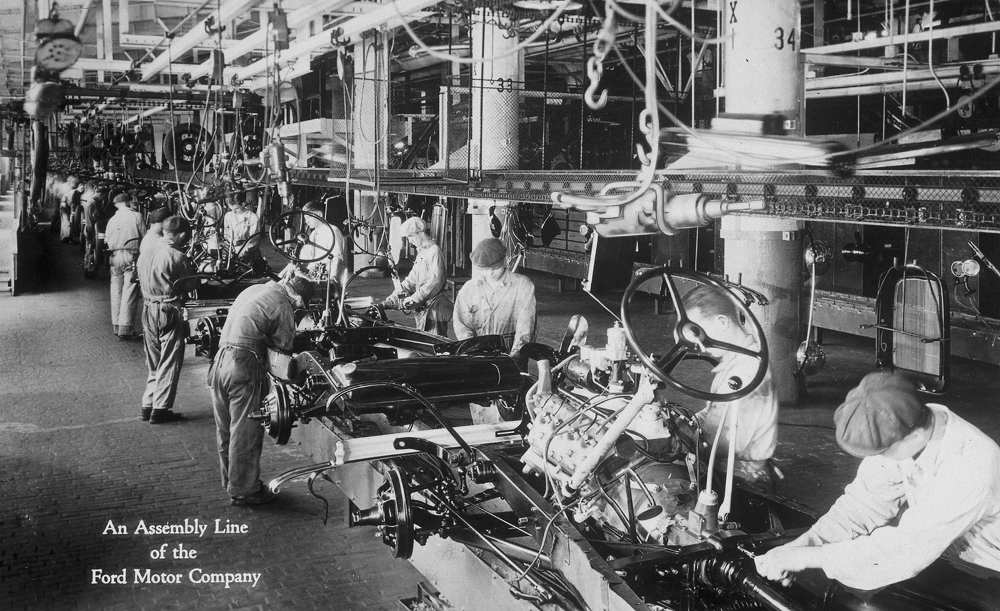 X
34
33
An Assembly Line
of the
Ford Motor Company